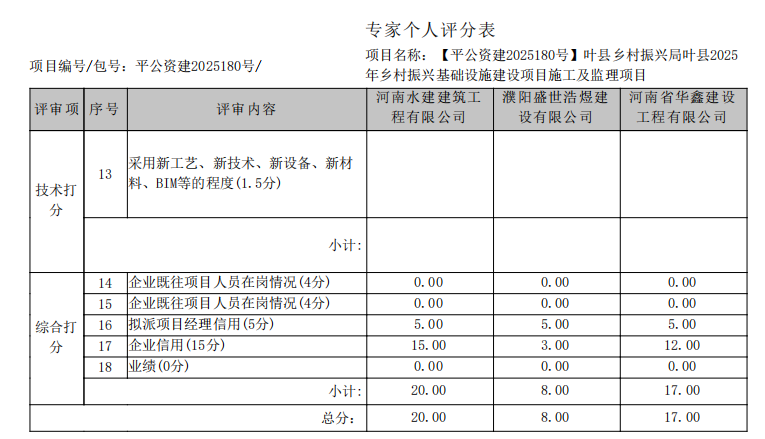 专家个人评分表
项目编号/包号: 平公资建2025180号/
项目名称: 【平公资建2025180号】叶县乡村振兴局叶县2025
年乡村振兴基础设施建设项目施工及监理项目
评审项 序号 评审内容 河南水建建筑工程有限公司 濮阳盛世浩煜建设有限公司 河南省华鑫建设工程有限公司
技术打分
13 采用新工艺、新技术、新设备、新材
料、BIM等的程度(1.5分)
小计:
综合打分
14 企业既往项目人员在岗情况(4分) 0.00 0.00 0.00
15 企业既往项目人员在岗情况(4分) 0.00 0.00 0.00
16 拟派项目经理信用(5分) 5.00 5.00 5.00
17 企业信用(15分) 15.00 3.00 12.00
18 业绩(0分) 0.00 0.00 0.00
小计: 20.00 8.00 17.00
总分: 20.00 8.00 17.00